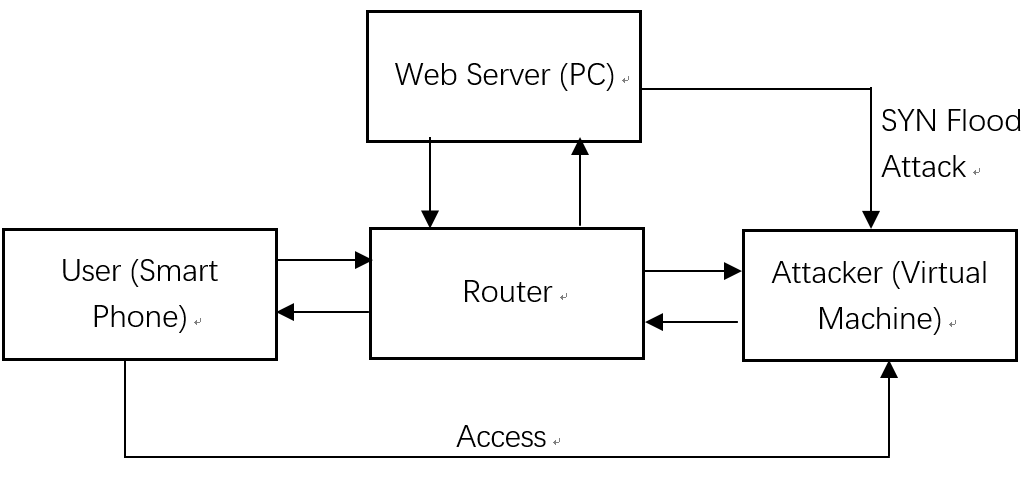 Web Server (PC)
SYN Flood
Attack
User (Smart
Phone)
Router
Attacker (Virtual
Machine)
Access